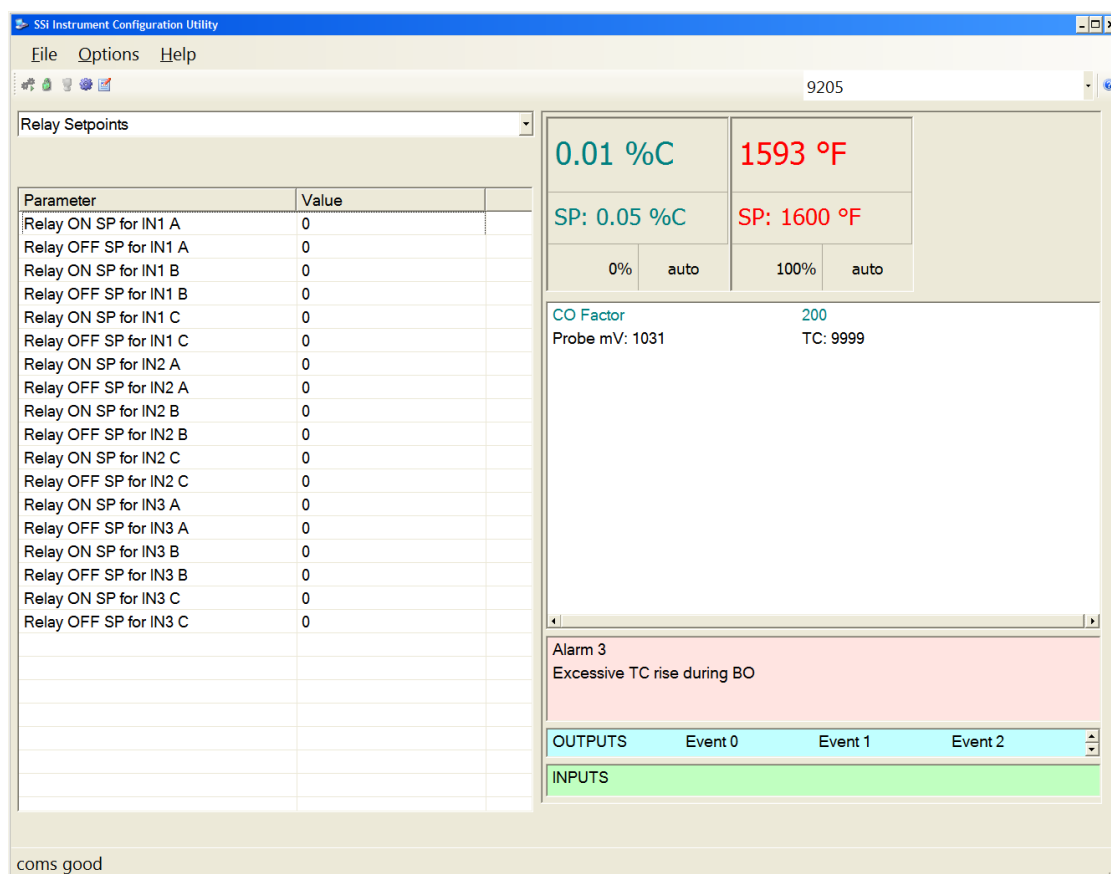 SSi Instrument Configuration Utility
File Options Help
9205
Relay Setpoints
Parameter Value
Relay ON SP for IN1 A 0
Relay OFF SP for IN1 A 0
Relay ON SP for IN1 B 0
Relay OFF SP for IN1 B 0
Relay ON SP for IN1 C 0
Relay OFF SP for IN1 C 0
Relay ON SP for IN2 A 0
Relay OFF SP for IN2 A 0
Relay ON SP for IN2 B 0
Relay OFF SP for IN2 B 0
Relay ON SP for IN2 C 0
Relay OFF SP for IN2 C 0
Relay ON SP for IN3 A 0
Relay OFF SP for IN3 A 0
Relay ON SP for IN3 B 0
Relay OFF SP for IN3 B 0
Relay ON SP for IN3 C 0
Relay OFF SP for IN3 C 0
0.01 %C 1593 °F
SP: 0.05 %C SP: 1600 °F
0% auto 100% auto
CO Factor 200
Probe mV: 1031 TC: 9999
Alarm 3
Excessive TC rise during BO
OUTPUTS Event 0 Event 1 Event 2
INPUTS
coms good